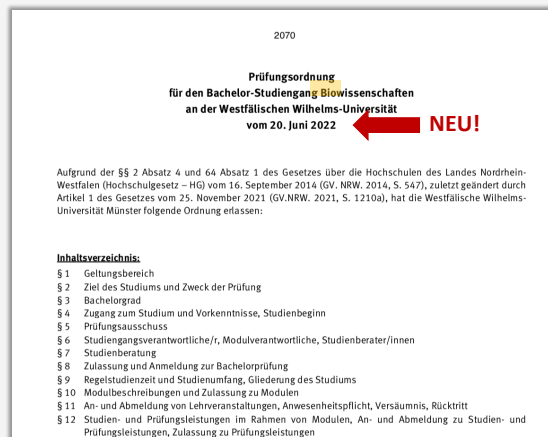 2070
Prüfungsordnung
für den Bachelor-Studiengang Biowissenschaften
an der Westfälischen Wilhelms-Universität
vom 20. Juni 2022
NEU!
Aufgrund der §§ 2 Absatz 4 und 64 Absatz 1 des Gesetzes über die Hochschulen des Landes Nordrhein-
Westfalen (Hochschulgesetz – HG) vom 16. September 2014 (GV. NRW. 2014, S. 547), zuletzt geändert durch
Artikel 1 des Gesetzes vom 25. November 2021 (GV.NRW. 2021, S. 1210a), hat die Westfälische Wilhelms-
Universität Münster folgende Ordnung erlassen:
Inhaltsverzeichnis:
§ 1 Geltungsbereich
§ 2 Ziel des Studiums und Zweck der Prüfung
§ 3 Bachelorgrad
§ 4 Zugang zum Studium und Vorkenntnisse, Studienbeginn
§ 5 Prüfungsausschuss
§ 6 Studiengangsverantwortliche/r, Modulverantwortliche, Studienberater/innen
§ 7 Studienberatung
§ 8 Zulassung und Anmeldung zur Bachelorprüfung
§ 9 Regelstudienzeit und Studienumfang, Gliederung des Studiums
§ 10 Modulbeschreibungen und Zulassung zu Modulen
§ 11 An- und Abmeldung von Lehrveranstaltungen, Anwesenheitspflicht, Versäumnis, Rücktritt
§ 12 Studien- und Prüfungsleistungen im Rahmen von Modulen, An- und Abmeldung zu Studien- und
Prüfungsleistungen, Zulassung zu Prüfungsleistungen